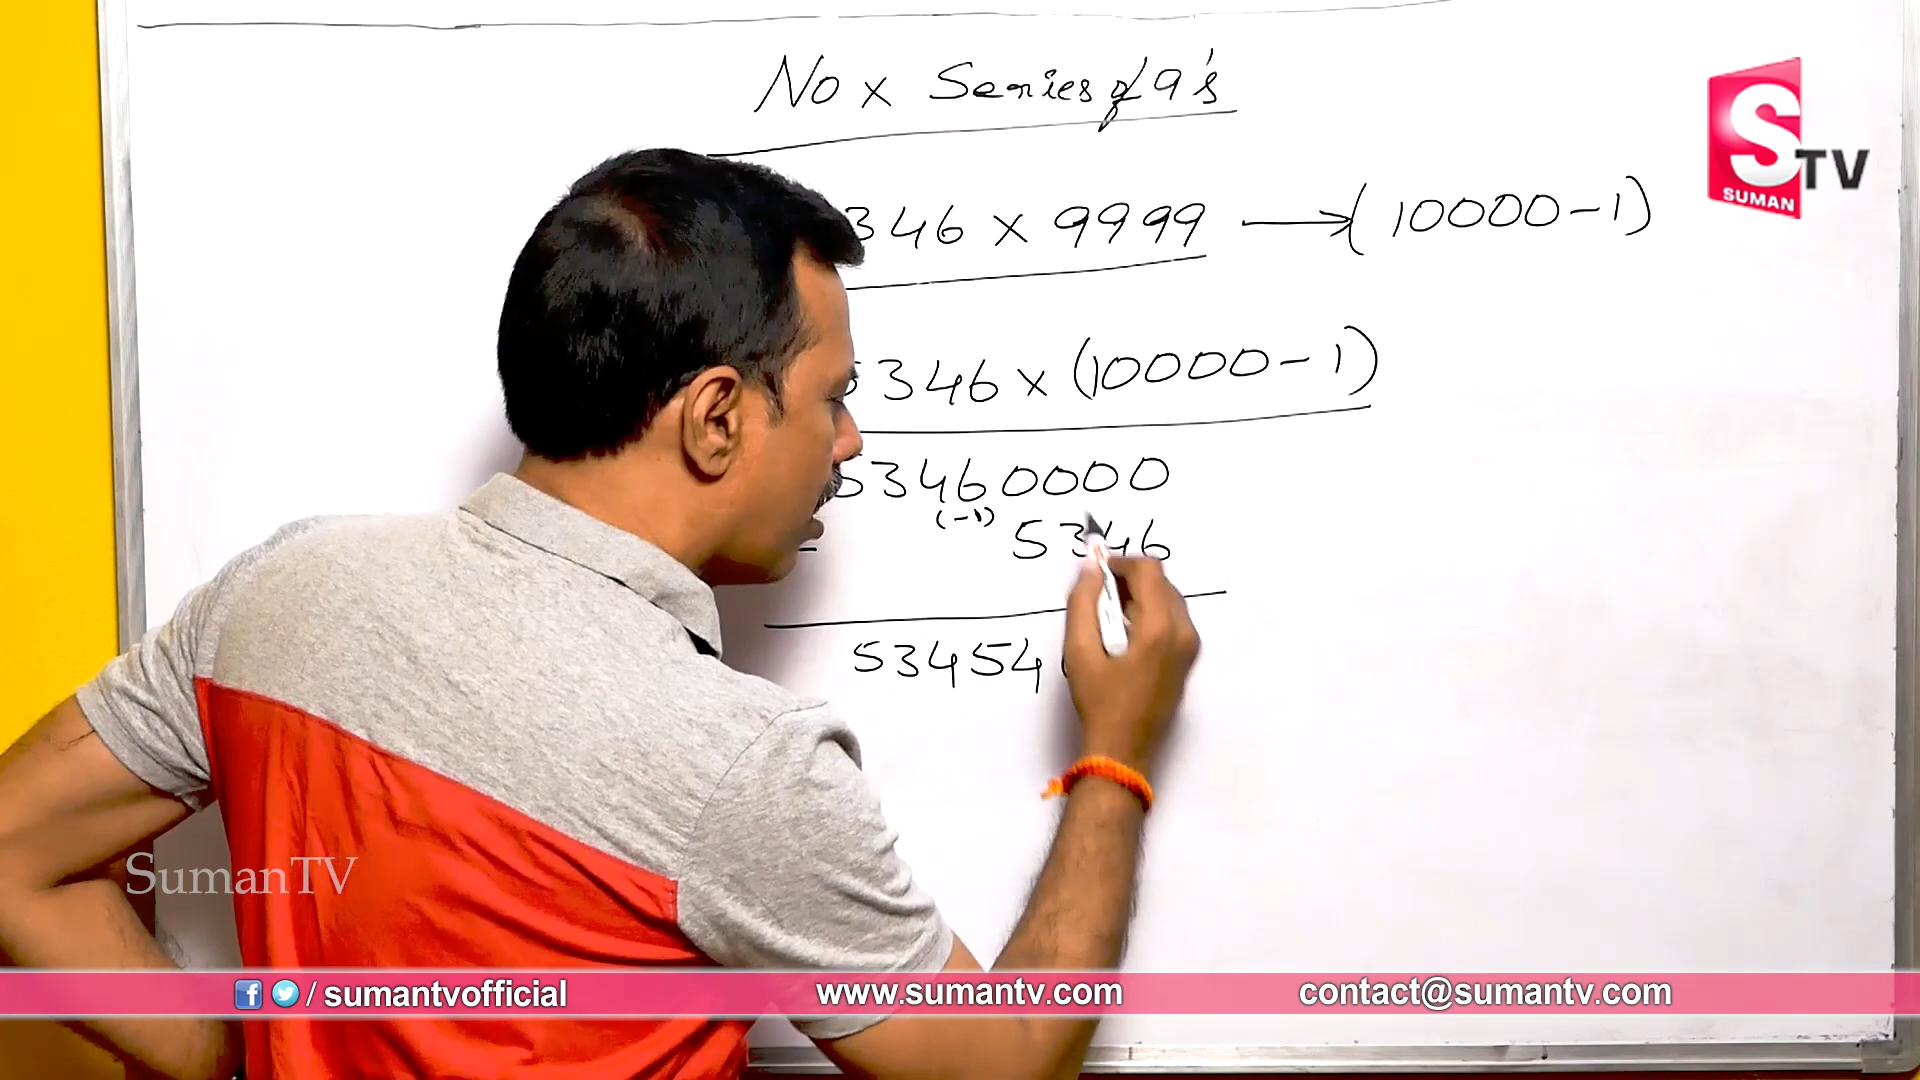 No x Series of 9's
346 x 9999 → (10000-1)
5346 x (10000-1)
53460000
(-1)
- 5346
53454
S TV
SUMAN
SumanTV
/ sumantvofficial
www.sumantv.com
contact@sumantv.com